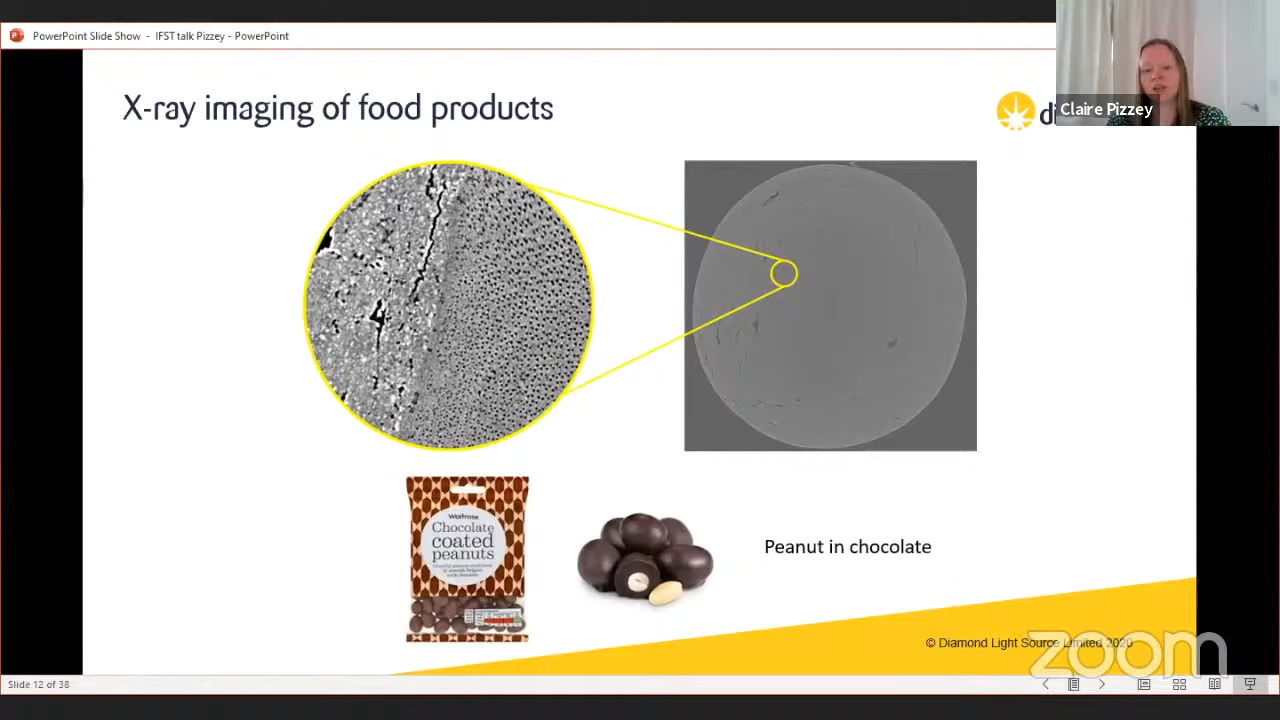 PowerPoint Slide Show - IFST talk Pizzey - PowerPoint
X-ray imaging of food products
Claire Pizzey
Waitrose
Chocolate
coated
peanuts
Peanut in chocolate
© Diamond Light Source Limited 2020
zoom
Slide 12 of 38